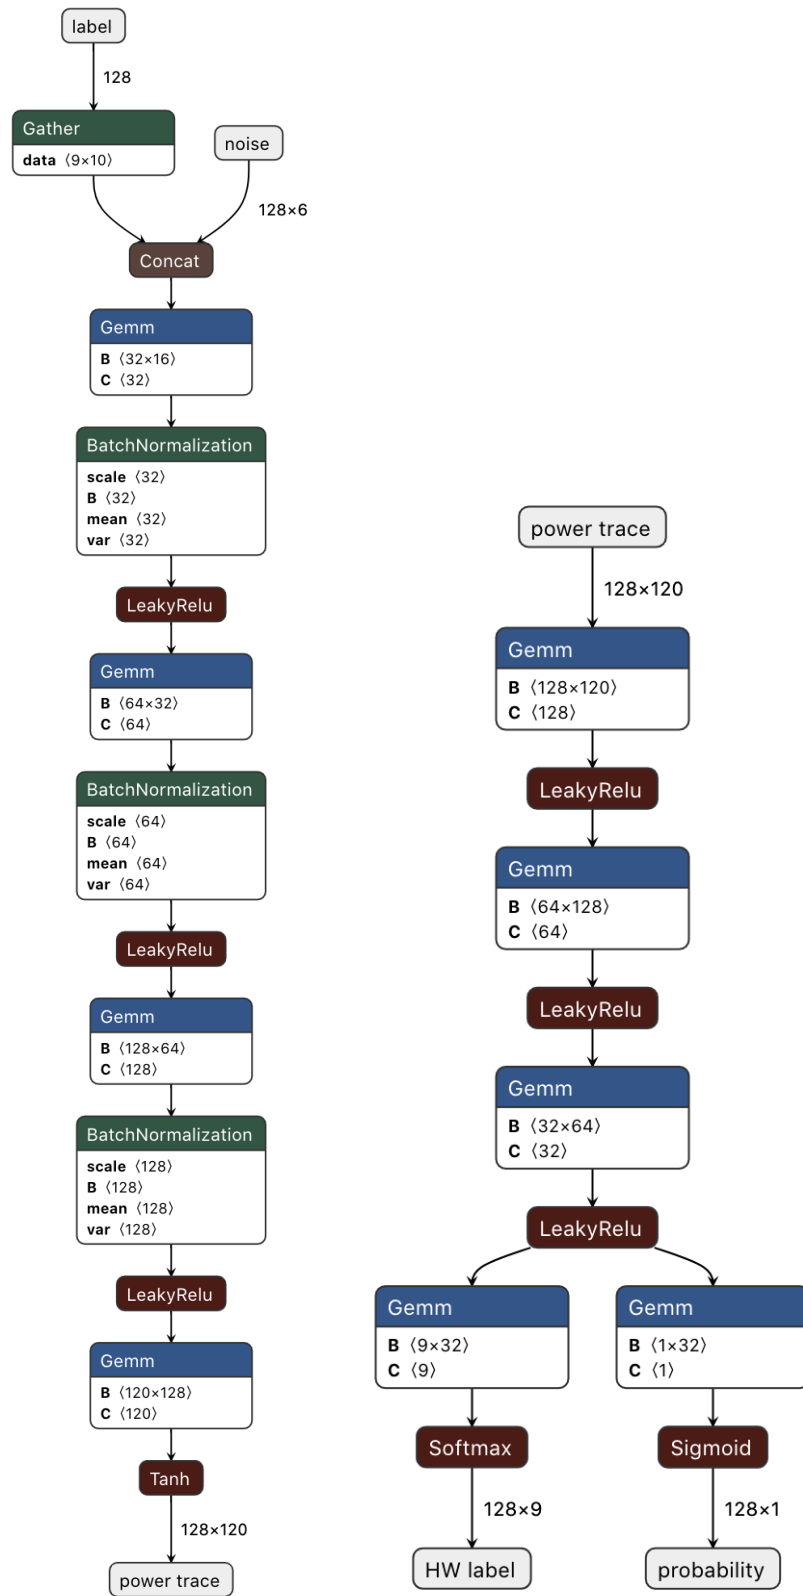 label
128
Gather
data 〈9×10〉
noise
128×6
Concat
Gemm
B 〈32×16〉
C 〈32〉
BatchNormalization
scale 〈32〉
B 〈32〉
mean 〈32〉
var 〈32〉
LeakyRelu
Gemm
B 〈64×32〉
C 〈64〉
BatchNormalization
scale 〈64〉
B 〈64〉
mean 〈64〉
var 〈64〉
LeakyRelu
Gemm
B 〈128×64〉
C 〈128〉
BatchNormalization
scale 〈128〉
B 〈128〉
mean 〈128〉
var 〈128〉
LeakyRelu
Gemm
B 〈120×128〉
C 〈120〉
Tanh
128×120
power trace
power trace
128×120
Gemm
B 〈128×120〉
C 〈128〉
LeakyRelu
Gemm
B 〈64×128〉
C 〈64〉
LeakyRelu
Gemm
B 〈32×64〉
C 〈32〉
LeakyRelu
Gemm
B 〈9×32〉
C 〈9〉
Softmax
128×9
HW label
Gemm
B 〈1×32〉
C 〈1〉
Sigmoid
128×1
probability